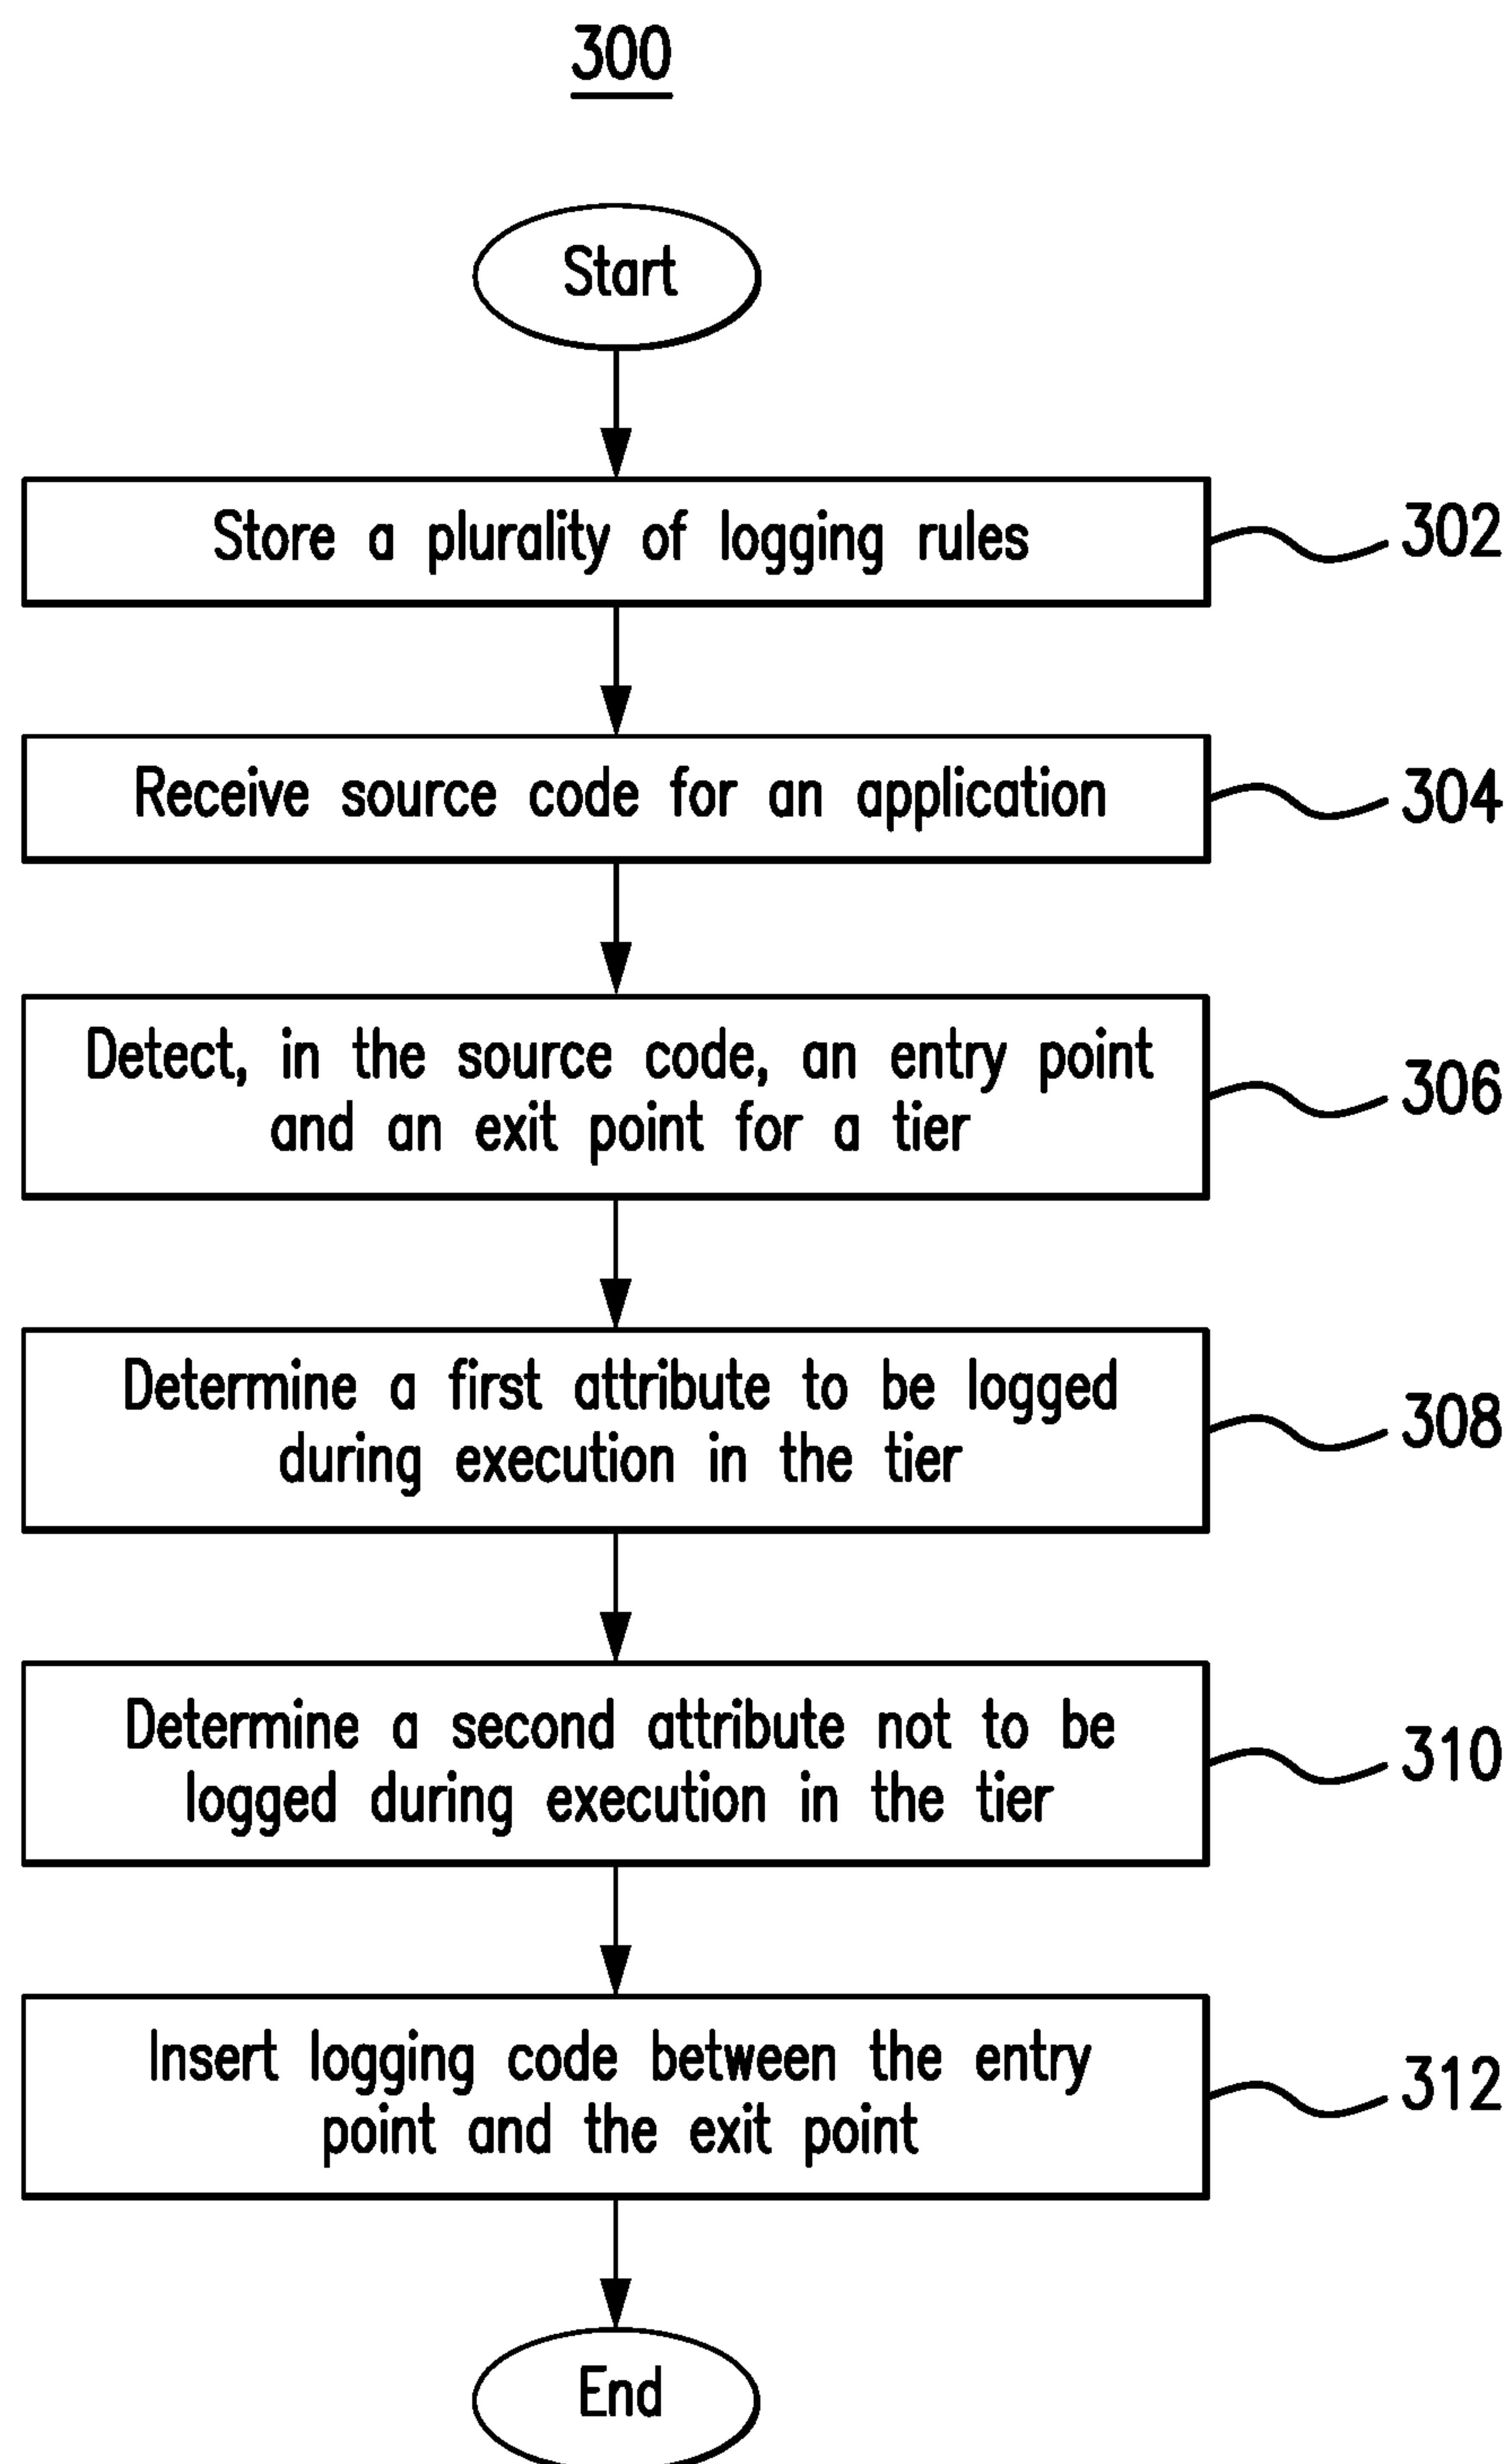 300
Start
Store a plurality of logging rules
302
Receive source code for an application
304
Detect, in the source code, an entry point
and an exit point for a tier
306
Determine a first attribute to be logged
during execution in the tier
308
Determine a second attribute not to be
logged during execution in the tier
310
Insert logging code between the entry
point and the exit point
312
End